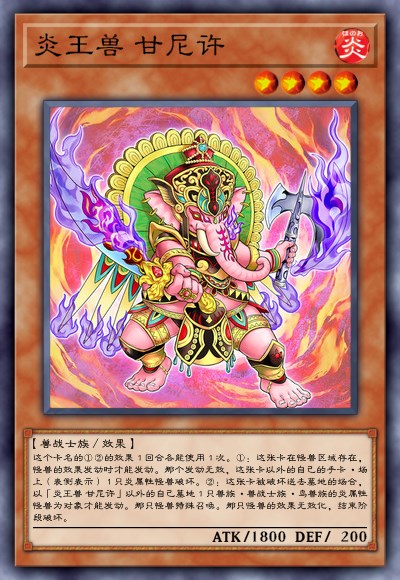 炎王兽 甘尼许
ほのお
炎
【兽战士族／效果】
这个卡名的①②的效果1回合各能使用1次。①：这张卡在怪兽区域存在，
怪兽的效果发动时才能发动。那个发动无效，这张卡以外的自己的手卡·场
上（表侧表示）1只炎属性怪兽破坏。②：这张卡被破坏送去墓地的场合，
以「炎王兽 甘尼许」以外的自己墓地1只兽族·兽战士族·鸟兽族的炎属性
怪兽为对象才能发动。那只怪兽特殊召唤。那只怪兽的效果无效化，结束阶
段破坏。
ATK/1800 DEF/ 200